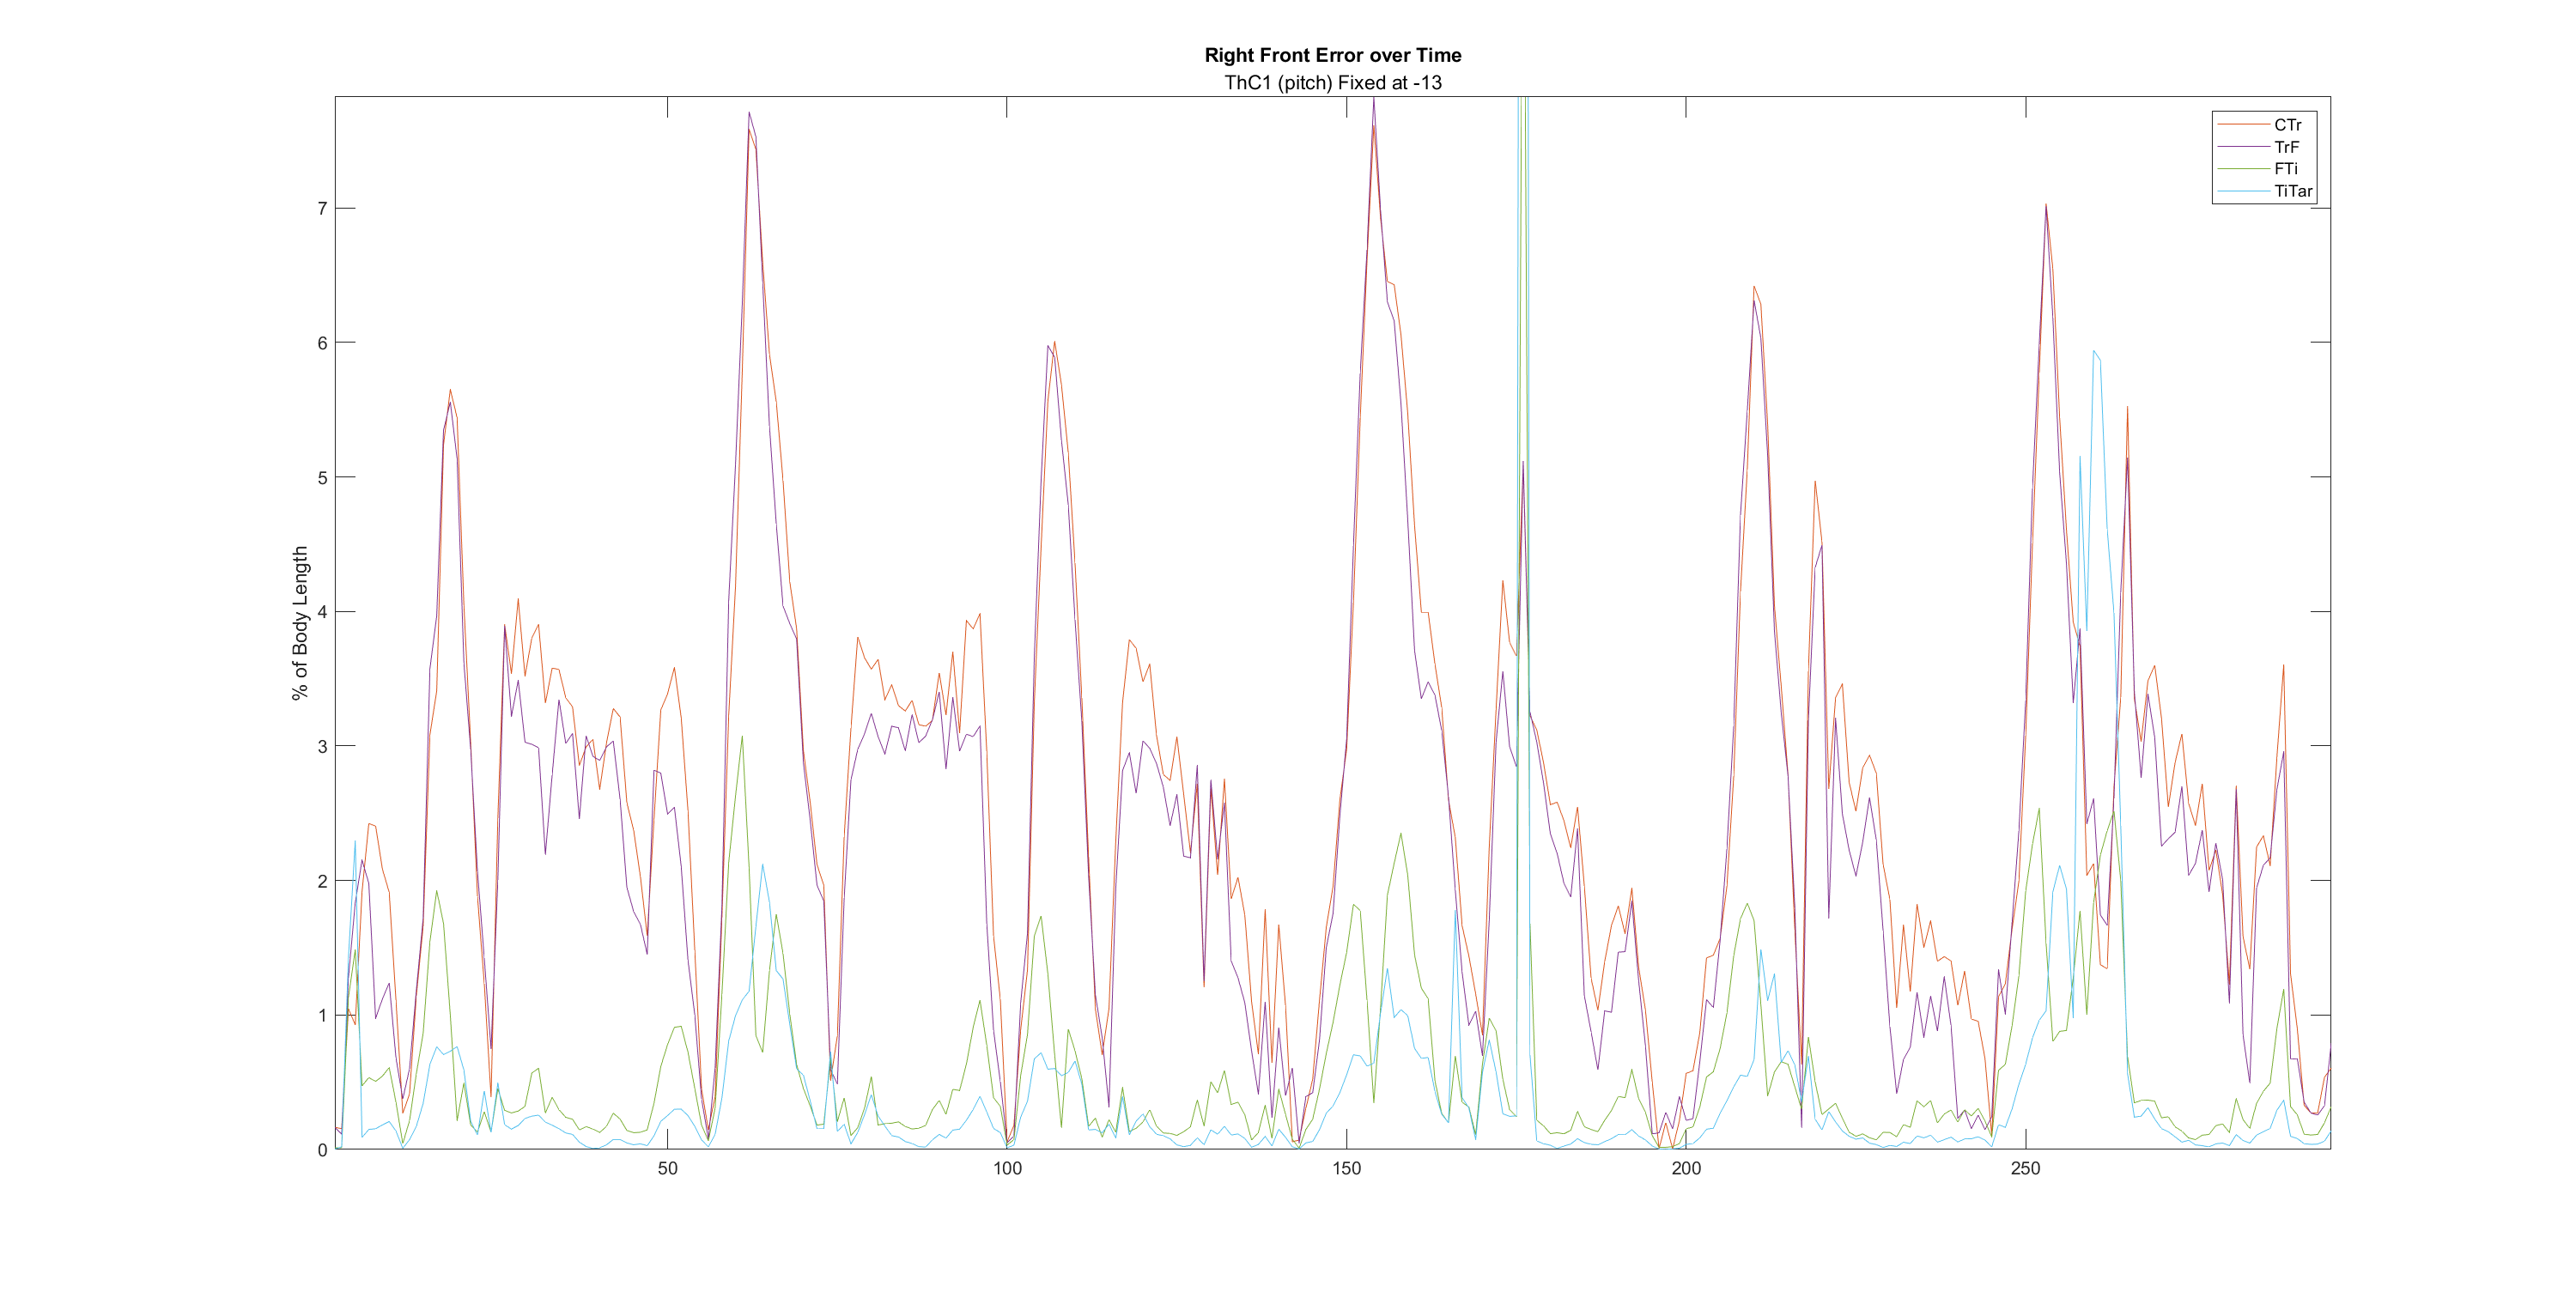 Right Front Error over Time
ThC1 (pitch) Fixed at -13
CTr
TrF
FTi
TiTar
% of Body Length
7
6
5
4
3
2
1
0
50
100
150
200
250